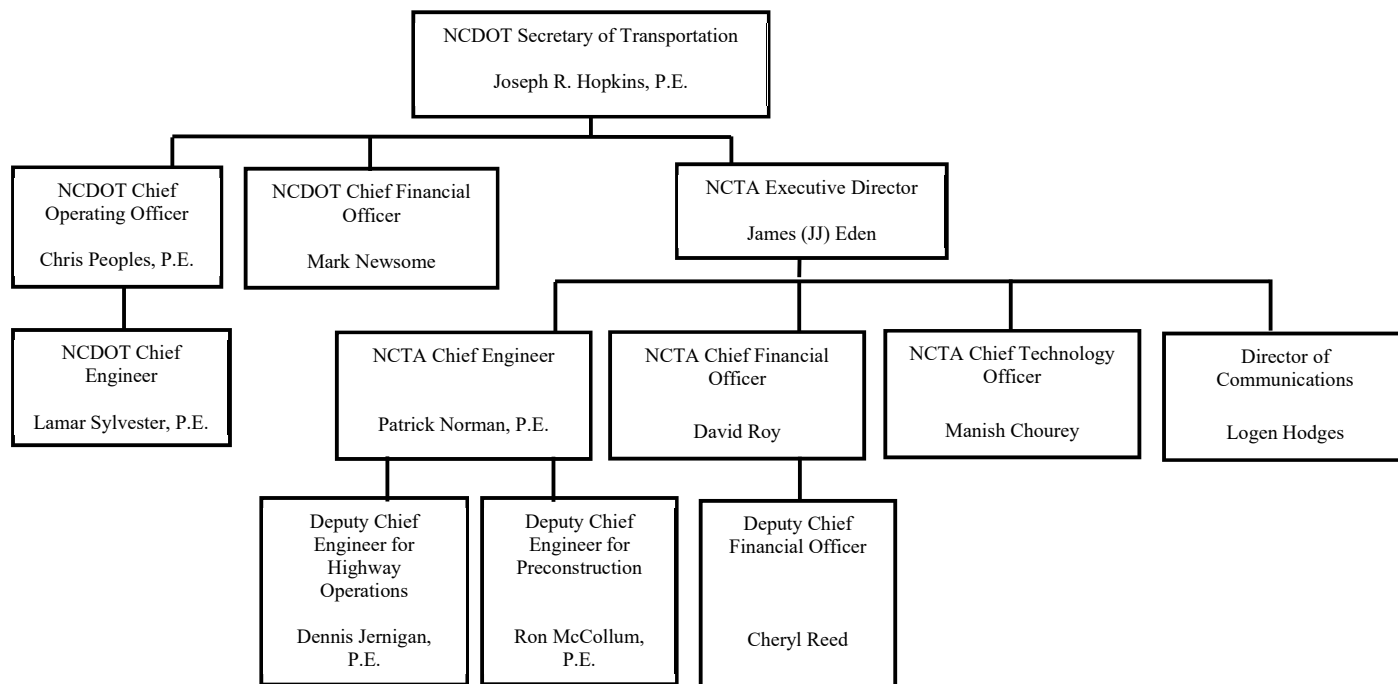 NCDOT Secretary of Transportation
Joseph R. Hopkins, P.E.
NCDOT Chief
Operating Officer
Chris Peoples, P.E.
NCDOT Chief Financial
Officer
Mark Newsome
NCTA Executive Director
James (JJ) Eden
NCDOT Chief
Engineer
Lamar Sylvester, P.E.
NCTA Chief Engineer
Patrick Norman, P.E.
NCTA Chief Financial
Officer
David Roy
NCTA Chief Technology
Officer
Manish Chourey
Director of
Communications
Logen Hodges
Deputy Chief
Engineer for
Highway
Operations
Dennis Jernigan,
P.E.
Deputy Chief
Engineer for
Preconstruction
Ron McCollum,
P.E.
Deputy Chief
Financial Officer
Cheryl Reed